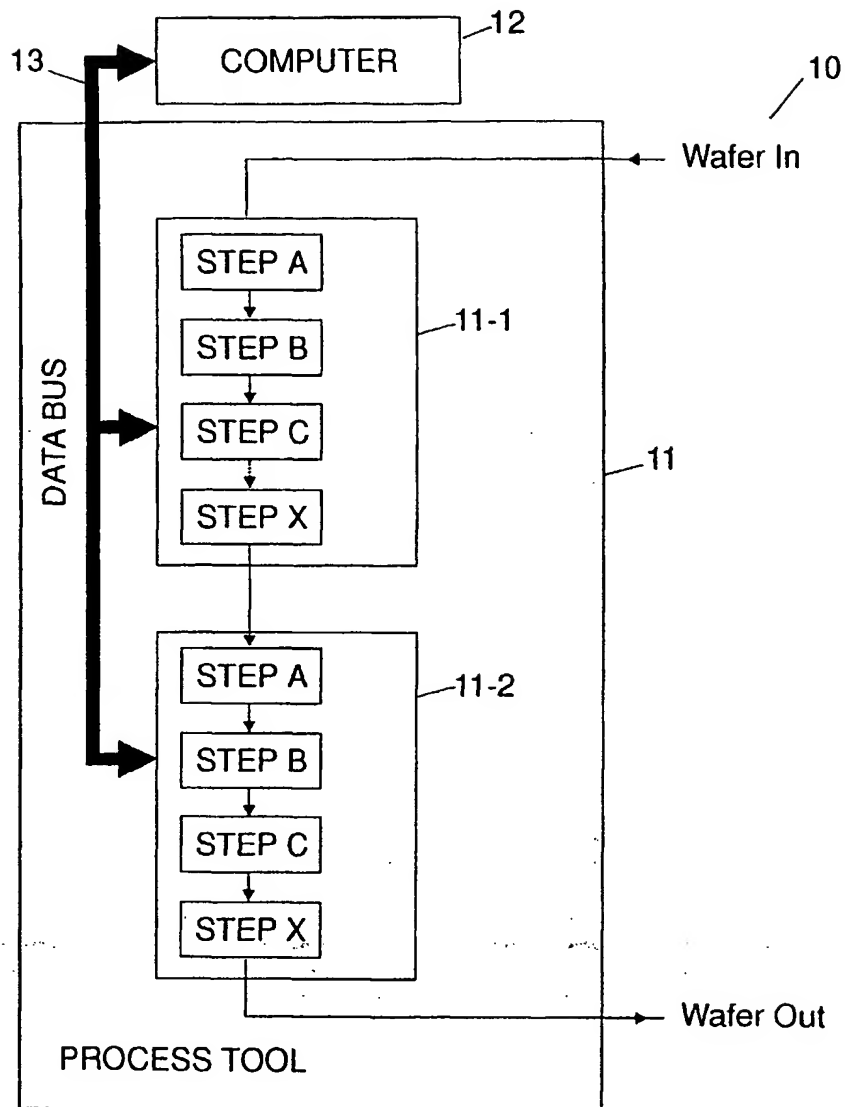 12
13
COMPUTER
10
Wafer In
STEP A
11-1
STEP B
DATA BUS
STEP C
11
STEP X
STEP A
11-2
STEP B
STEP C
STEP X
Wafer Out
PROCESS TOOL